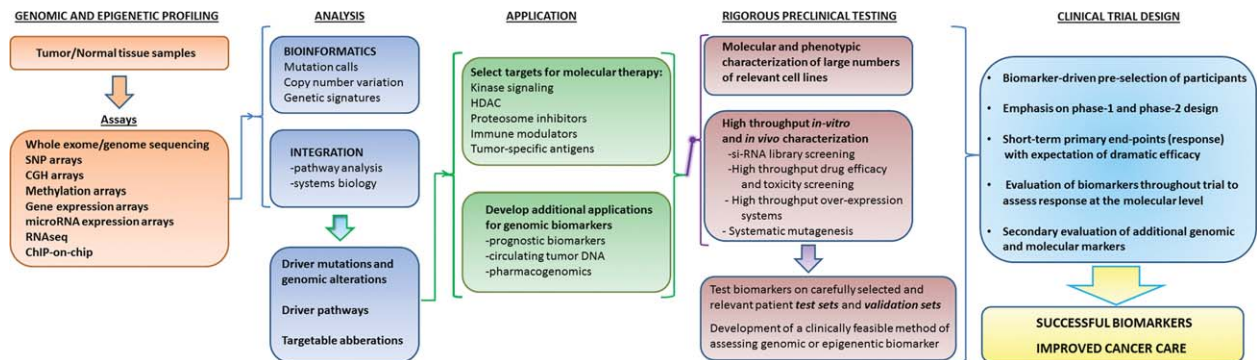 GENOMIC AND EPIGENETIC PROFILING
Tumor/Normal tissue samples
Assays
Whole exome/genome sequencing
SNP arrays
CGH arrays
Methylation arrays
Gene expression arrays
microRNA expression arrays
RNAseq
ChIP-on-chip
ANALYSIS
BIOINFORMATICS
Mutation calls
Copy number variation
Genetic signatures
INTEGRATION
-pathway analysis
-systems biology
Driver mutations and
genomic alterations
Driver pathways
Targetable abberations
APPLICATION
Select targets for molecular therapy:
Kinase signaling
HDAC
Proteosome inhibitors
Immune modulators
Tumor-specific antigens
Develop additional applications
for genomic biomarkers
-prognostic biomarkers
-circulating tumor DNA
-pharmacogenomics
RIGOROUS PRECLINICAL TESTING
Molecular and phenotypic
characterization of large numbers
of relevant cell lines
High throughput in-vitro
and in vivo characterization
-si-RNA library screening
-High throughput drug efficacy
and toxicity screening
- High throughput over-expression
systems
- Systematic mutagenesis
Test biomarkers on carefully selected and
relevant patient test sets and validation sets
Development of a clinically feasible method of
assessing genomic or epigenentic biomarker
CLINICAL TRIAL DESIGN
• Biomarker-driven pre-selection of participants
• Emphasis on phase-1 and phase-2 design
• Short-term primary end-points (response)
with expectation of dramatic efficacy
• Evaluation of biomarkers throughout trial to
assess response at the molecular level
• Secondary evaluation of additional genomic
and molecular markers
SUCCESSFUL BIOMARKERS
IMPROVED CANCER CARE